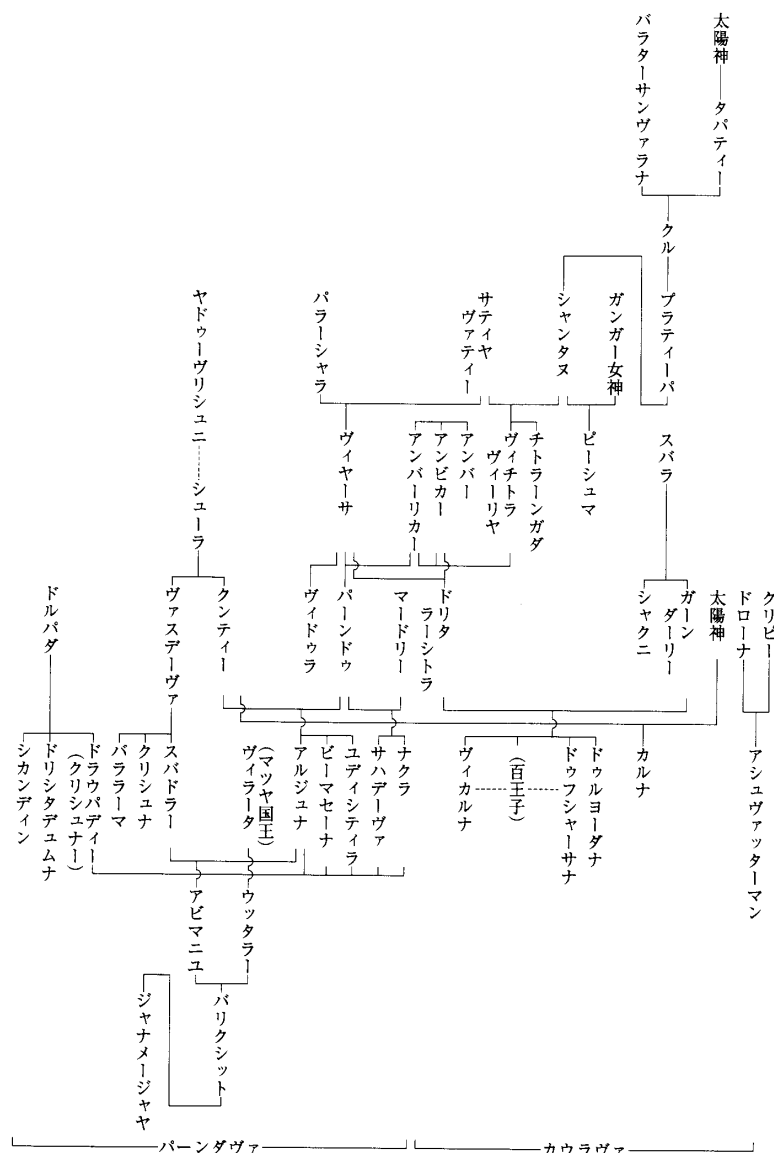 太陽神
タパティー
バラターサンヴァラナ
クル
プラティーパ
ガンガー女神
シャンタヌ
サティヤ
ヴァティー
パラーシャラ
ヤドゥーヴリシュニ
シューラ
スバラ
ビーシュマ
チトラーンガダ
ヴィチトラ
ヴィーリヤ
アンバー
アンビカー
アンバーリカー
ヴィヤーサ
クリピー
ドローナ
太陽神
ガーン
ダーリー
シャクニ
ドリタ
ラーシトラ
マードリー
パーンドゥ
ヴィドゥラ
クンティー
ヴァスデーヴァ
ドルパダ
アシュヴァッターマン
カルナ
ドゥルヨーダナ
ドゥフシャーサナ
(百王子)
ヴィカルナ
ナクラ
サハデーヴァ
ユディシティラ
ビーマセーナ
アルジュナ
(マツヤ国王)
ヴィラータ
スバドラー
クリシュナ
バララーマ
ドラウパディー
(クリシュナー)
ドリシタデュムナ
シカンディン
ウッタラー
アビマニユ
パリクシット
ジャナメージャヤ
カウラヴァ
パーンダヴァ